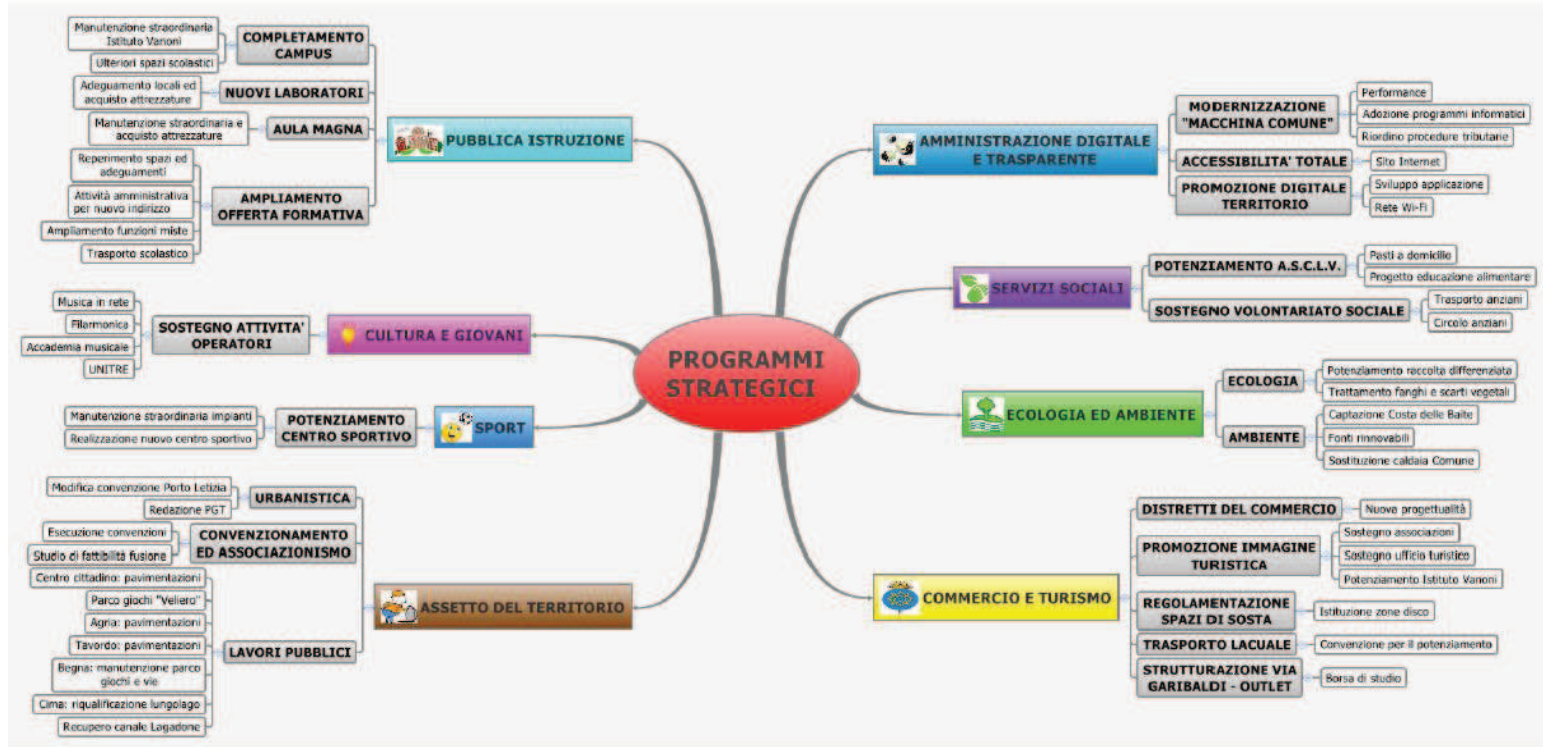 PROGRAMMI
STRATEGICI
PUBBLICA ISTRUZIONE
COMPLETAMENTO
CAMPUS
Manutenzione straordinaria
Istituto Vanoni
Ulteriori spazi scolastici
NUOVI LABORATORI
Adeguamento locali ed
acquisto attrezzature
AULA MAGNA
Manutenzione straordinaria e
acquisto attrezzature
AMPLIAMENTO
OFFERTA FORMATIVA
Reperimento spazi ed
adeguamenti
Attività amministrativa
per nuovo indirizzo
Ampliamento funzioni miste
Trasporto scolastico
CULTURA E GIOVANI
SOSTEGNO ATTIVITA'
OPERATORI
Musica in rete
Filarmonica
Accademia musicale
UNITRE
SPORT
POTENZIAMENTO
CENTRO SPORTIVO
Manutenzione straordinaria impianti
Realizzazione nuovo centro sportivo
ASSETTO DEL TERRITORIO
URBANISTICA
Modifica convenzione Porto Letizia
Redazione PGT
CONVENZIONAMENTO
ED ASSOCIAZIONISMO
Esecuzione convenzioni
Studio di fattibilità fusione
LAVORI PUBBLICI
Centro cittadino: pavimentazioni
Parco giochi "Veliero"
Agria: pavimentazioni
Tavordo: pavimentazioni
Begna: manutenzione parco
giochi e vie
Cima: riqualificazione lungolago
Recupero canale Lagadone
AMMINISTRAZIONE DIGITALE
E TRASPARENTE
MODERNIZZAZIONE
"MACCHINA COMUNE"
Performance
Adozione programmi informatici
Riordino procedure tributarie
ACCESSIBILITA' TOTALE
Sito Internet
PROMOZIONE DIGITALE
TERRITORIO
Sviluppo applicazione
Rete Wi-Fi
SERVIZI SOCIALI
POTENZIAMENTO A.S.C.L.V.
Pasti a domicilio
Progetto educazione alimentare
SOSTEGNO VOLONTARIATO SOCIALE
Trasporto anziani
Circolo anziani
ECOLOGIA ED AMBIENTE
ECOLOGIA
Potenziamento raccolta differenziata
Trattamento fanghi e scarti vegetali
AMBIENTE
Captazione Costa delle Baite
Fonti rinnovabili
Sostituzione caldaia Comune
COMMERCIO E TURISMO
DISTRETTI DEL COMMERCIO
Nuova progettualità
PROMOZIONE IMMAGINE
TURISTICA
Sostegno associazioni
Sostegno ufficio turistico
Potenziamento Istituto Vanoni
REGOLAMENTAZIONE
SPAZI DI SOSTA
Istituzione zone disco
TRASPORTO LACUALE
Convenzione per il potenziamento
STRUTTURAZIONE VIA
GARIBALDI - OUTLET
Borsa di studio